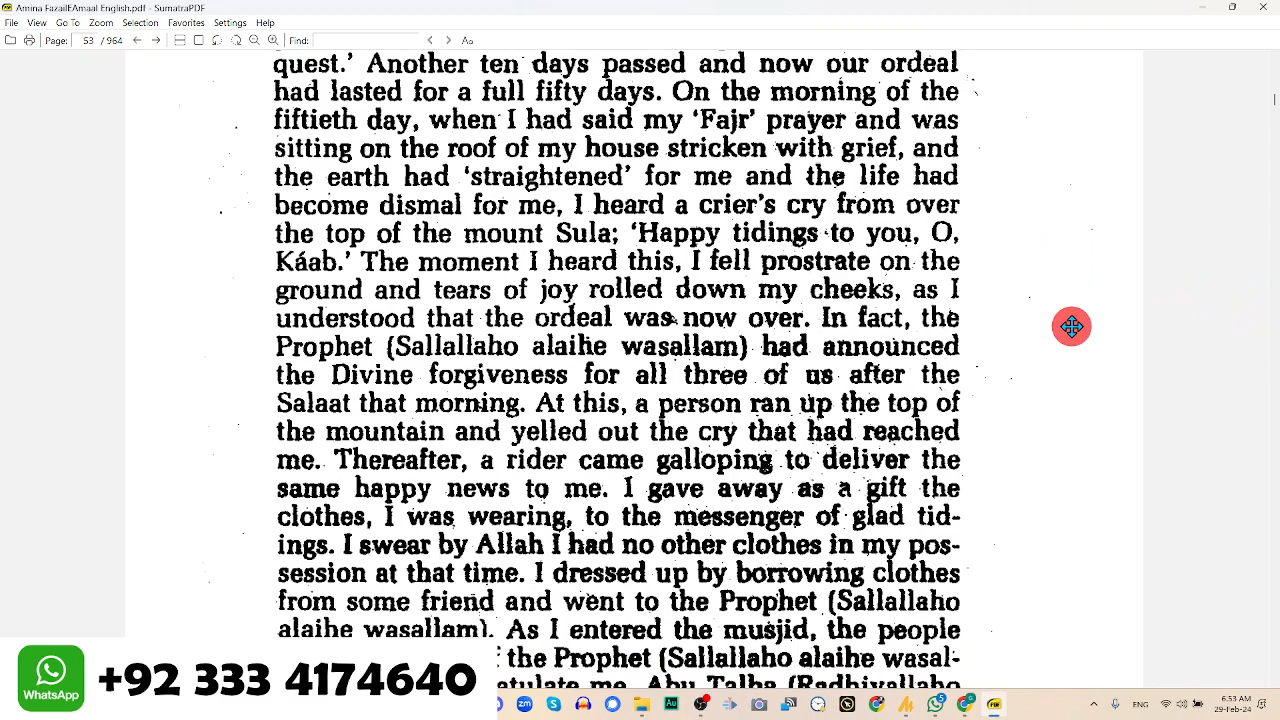 Amina FazailEAmaal English.pdf - SumatraPDF
File View Go To Zoom Selection Favorites Settings Help
Page: 53 / 964 Find: Aa
quest.' Another ten days passed and now our ordeal
had lasted for a full fifty days. On the morning of the
fiftieth day, when I had said my 'Fajr' prayer and was
sitting on the roof of my house stricken with grief, and
the earth had 'straightened' for me and the life had
become dismal for me, I heard a crier's cry from over
the top of the mount Sula; 'Happy tidings to you, O,
Káab.' The moment I heard this, I fell prostrate on the
ground and tears of joy rolled down my cheeks, as I
understood that the ordeal was now over. In fact, the
Prophet (Sallallaho alaihe wasallam) had announced
the Divine forgiveness for all three of us after the
Salaat that morning. At this, a person ran up the top of
the mountain and yelled out the cry that had reached
me. Thereafter, a rider came galloping to deliver the
same happy news to me. I gave away as a gift the
clothes, I was wearing, to the messenger of glad tid-
ings. I swear by Allah I had no other clothes in my pos-
session at that time. I dressed up by borrowing clothes
from some friend and went to the Prophet (Sallallaho
alaihe wasallam). As I entered the musjid, the people
the Prophet (Sallallaho alaihe wasal-
tulate me. Abu Talha (Radhiyallaho
WhatsApp
+92 333 4174640
ENG
5:53 AM
29-Feb-24